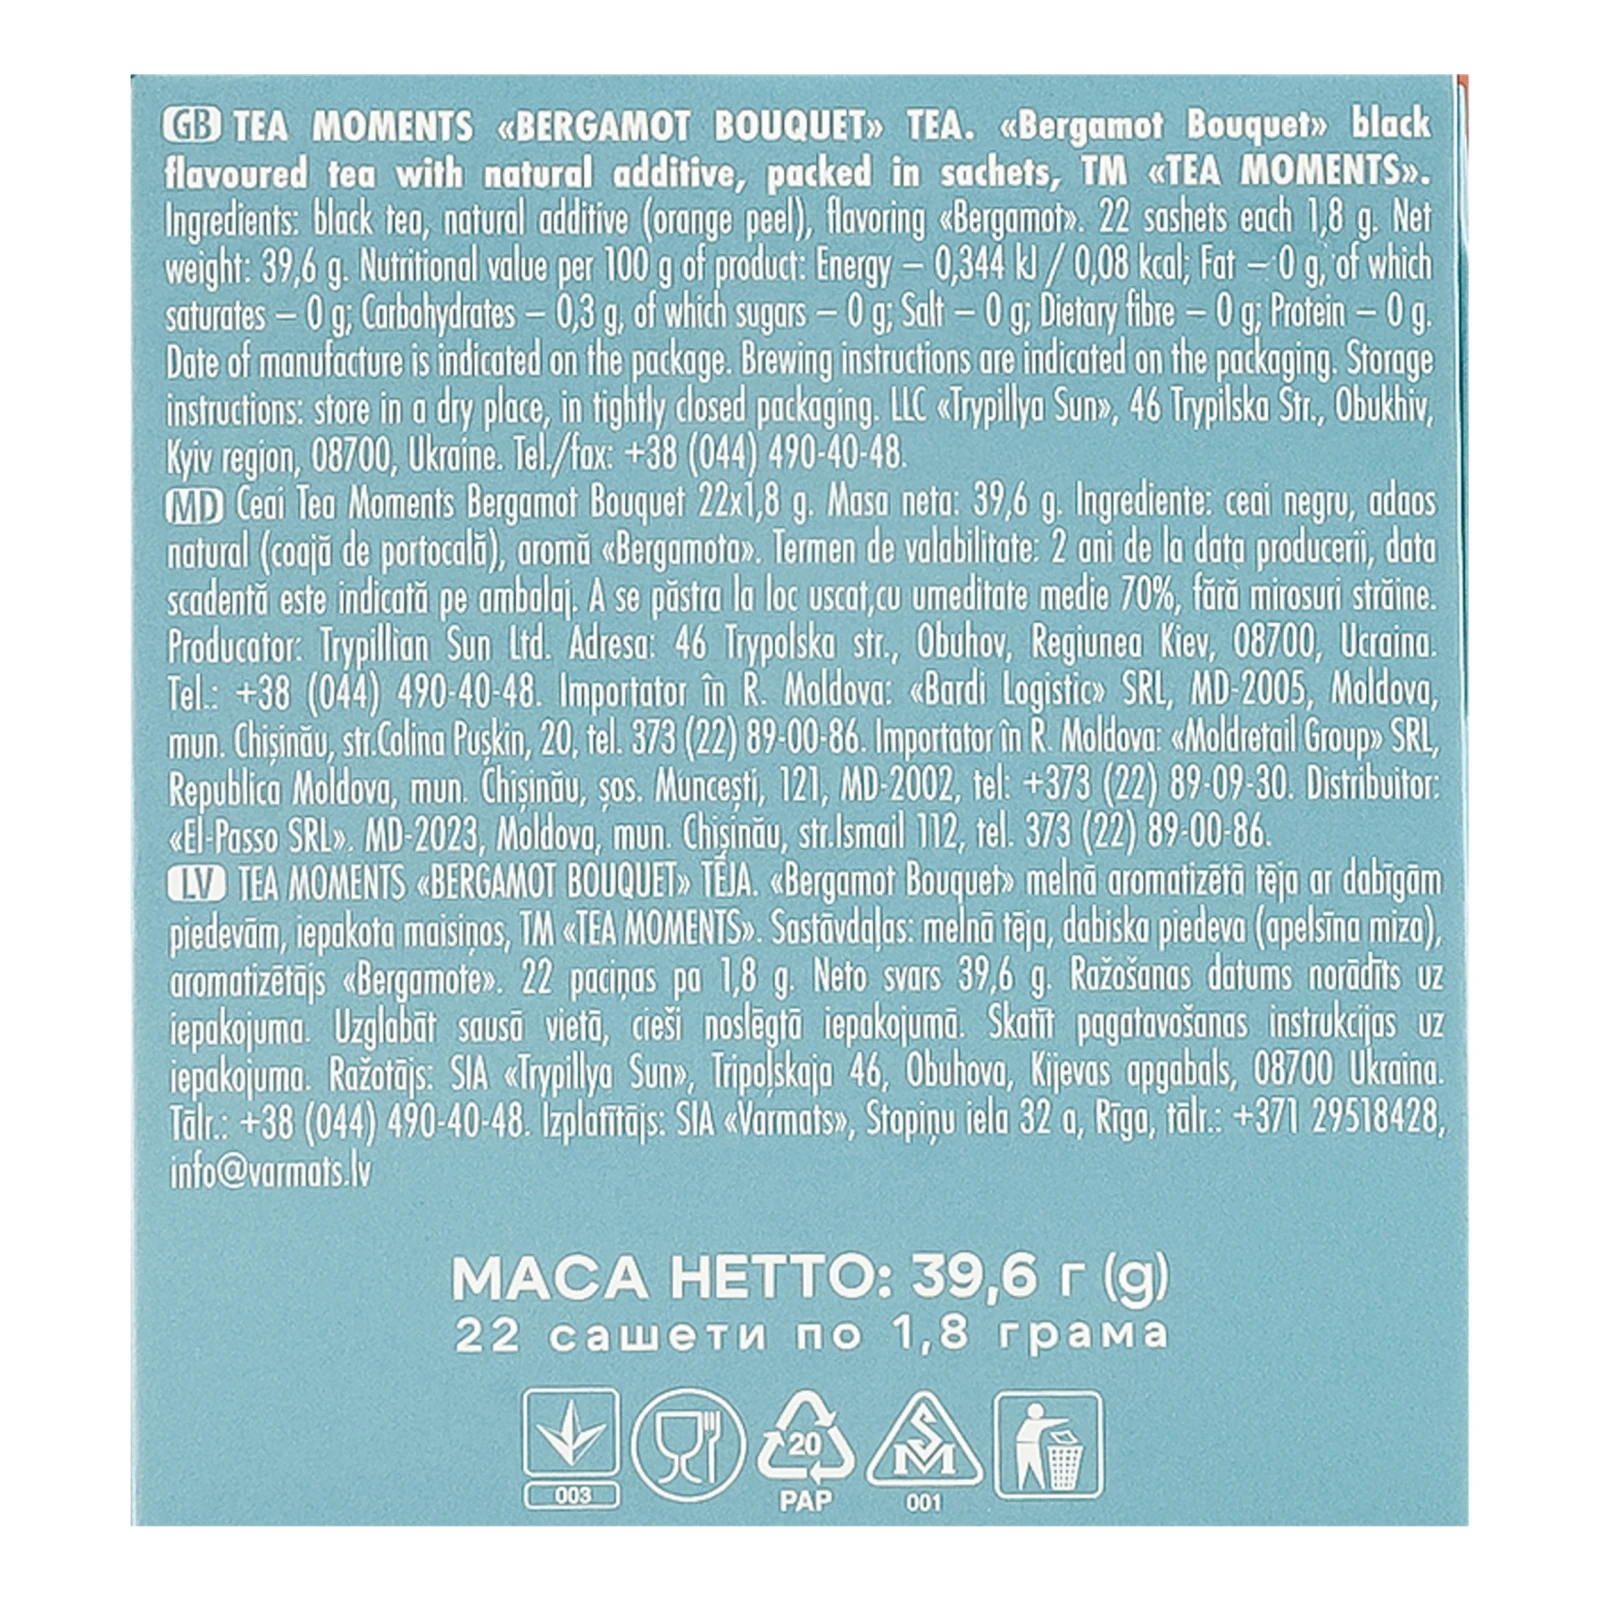 GB TEA MOMENTS «BERGAMOT BOUQUET» TEA. «Bergamot Bouquet» black
flavoured tea with natural additive, packed in sachets, TM «TEA MOMENTS».
Ingredients: black tea, natural additive (orange peel), flavoring «Bergamot». 22 sashets each 1,8 g. Net
weight: 39,6 g. Nutritional value per 100 g of product: Energy – 0,344 kJ / 0,08 kcal; Fat – 0 g, of which
saturates – 0 g; Carbohydrates – 0,3 g, of which sugars – 0 g; Salt – 0 g; Dietary fibre – 0 g; Protein – 0 g.
Date of manufacture is indicated on the package. Brewing instructions are indicated on the packaging. Storage
instructions: store in a dry place, in tightly closed packaging. LLC «Trypillya Sun», 46 Trypilska Str., Obukhiv,
Kyiv region, 08700, Ukraine. Tel./fax: +38 (044) 490-40-48.
MD Ceai Tea Moments Bergamot Bouquet 22x1,8 g. Masa neta: 39,6 g. Ingrediente: ceai negru, adaos
natural (coajă de portocală), aromă «Bergamota». Termen de valabilitate: 2 ani de la data producerii, data
scadentă este indicată pe ambalaj. A se păstra la loc uscat,cu umeditate medie 70%, fără mirosuri străine.
Producator: Trypillian Sun Ltd. Adresa: 46 Trypolska str., Obuhov, Regiunea Kiev, 08700, Ucraina.
Tel.: +38 (044) 490-40-48. Importator în R. Moldova: «Bardi Logistic» SRL, MD-2005, Moldova,
mun. Chișinău, str.Colina Pușkin, 20, tel. 373 (22) 89-00-86. Importator în R. Moldova: «Moldretail Group» SRL,
Republica Moldova, mun. Chișinău, șos. Muncești, 121, MD-2002, tel: +373 (22) 89-09-30. Distribuitor:
«El-Passo SRL». MD-2023, Moldova, mun. Chișinău, str.Ismail 112, tel. 373 (22) 89-00-86.
LV TEA MOMENTS «BERGAMOT BOUQUET» TĒJA. «Bergamot Bouquet» melnā aromatizētā tēja ar dabīgām
piedevām, iepakota maisiņos, TM «TEA MOMENTS». Sastāvdaļas: melnā tēja, dabiska piedeva (apelsīna miza),
aromatizētājs «Bergamote». 22 paciņas pa 1,8 g. Neto svars 39,6 g. Ražošanas datums norādīts uz
iepakojuma. Uzglabāt sausā vietā, cieši noslēgtā iepakojumā. Skatīt pagatavošanas instrukcijas uz
iepakojuma. Ražotājs: SIA «Trypillya Sun», Tripoļskaja 46, Obuhova, Kijevas apgabals, 08700 Ukraina.
Tālr.: +38 (044) 490-40-48. Izplatītājs: SIA «Varmats», Stopiņu iela 32 a, Rīga, tālr.: +371 29518428,
info@varmats.lv
МАСА НЕТТО: 39,6 г (g)
22 сашети по 1,8 грама
20
003 PAP 001